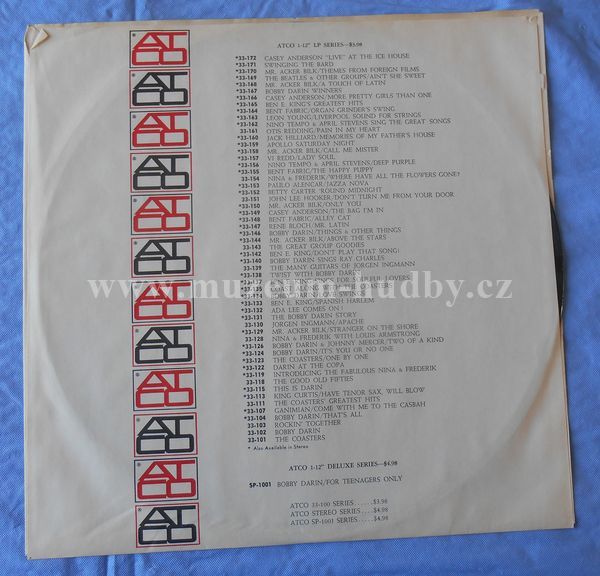 ATCO 1-12" LP SERIES—$3.98
*33-172 CASEY ANDERSON "LIVE" AT THE ICE HOUSE
*33-171 SWINGING THE BARD
*33-170 MR. ACKER BILK/THEMES FROM FOREIGN FILMS
*33-169 THE BEATLES & OTHER GROUPS/AIN'T SHE SWEET
*33-168 MR. ACKER BILK/A TOUCH OF LATIN
*33-167 BOBBY DARIN WINNERS
*33-166 CASEY ANDERSON/MORE PRETTY GIRLS THAN ONE
*33-165 BEN E. KING'S GREATEST HITS
*33-164 BENT FABRIC/ORGAN GRINDER'S SWING
*33-163 LEON YOUNG/LIVERPOOL SOUND FOR STRINGS
*33-162 NINO TEMPO & APRIL STEVENS SING THE GREAT SONGS
33-161 OTIS REDDING/PAIN IN MY HEART
*33-160 JACK HILLIARD/MEMORIES OF MY FATHER'S HOUSE
*33-159 APOLLO SATURDAY NIGHT
*33-158 MR. ACKER BILK/CALL ME MISTER
*33-157 VI REDD/LADY SOUL
*33-156 NINO TEMPO & APRIL STEVENS/DEEP PURPLE
*33-155 BENT FABRIC/THE HAPPY PUPPY
33-154 NINA & FREDERIK/WHERE HAVE ALL THE FLOWERS GONE?
*33-153 PAULO ALENCAR/JAZZA NOVA
*33-152 BETTY CARTER 'ROUND MIDNIGHT
33-151 JOHN LEE HOOKER/DON'T TURN ME FROM YOUR DOOR
*33-150 MR. ACKER BILK/ONLY YOU
*33-149 CASEY ANDERSON/THE BAG I'M IN
*33-148 BENT FABRIC/ALLEY CAT
*33-147 RENE BLOCH/MR. LATIN
*33-146 BOBBY DARIN/THINGS & OTHER THINGS
*33-144 MR. ACKER BILK/ABOVE THE STARS
33-143 THE GREAT GROUP GOODIES
*33-142 BEN E. KING/DON'T PLAY THAT SONG!
*33-140 BOBBY DARIN SINGS RAY CHARLES
*33-139 THE MANY GUITARS OF JORGEN INGMANN
*33-138 TWIST WITH BOBBY DARIN
KING/SONGS FOR SOULFUL LOVERS
COASTERS
*33-133 BEN E. KING/SPANISH HARLEM
*33-132 ADA LEE COMES ON!
*33-131 THE BOBBY DARIN STORY
33-130 JORGEN INGMANN/APACHE
*33-129 MR. ACKER BILK/STRANGER ON THE SHORE
33-128 NINA & FREDERIK WITH LOUIS ARMSTRONG
*33-126 BOBBY DARIN & JOHNNY MERCER/TWO OF A KIND
*33-124 BOBBY DARIN/IT'S YOU OR NO ONE
*33-123 THE COASTERS/ONE BY ONE
*33-122 DARIN AT THE COPA
*33-119 INTRODUCING THE FABULOUS NINA & FREDERIK
33-118 THE GOOD OLD FIFTIES
*33-115 THIS IS DARIN
*33-113 KING CURTIS/HAVE TENOR SAX, WILL BLOW
33-111 THE COASTERS' GREATEST HITS
*33-107 GANIMIAN/COME WITH ME TO THE CASBAH
*33-104 BOBBY DARIN/THAT'S ALL
33-103 ROCKIN' TOGETHER
33-102 BOBBY DARIN
33-101 THE COASTERS
* Also Available in Stereo
ATCO 1-12" DELUXE SERIES—$4.98
SP-1001 BOBBY DARIN/FOR TEENAGERS ONLY
ATCO 33-100 SERIES.....$3.98
ATCO STEREO SERIES....$4.98
ATCO SP-1001 SERIES....$4.98
ATCO
ATCO
ATCO
ATCO
ATCO
ATCO
ATCO
ATCO
ATCO
ATCO
ATCO
ATCO
www.muzeum-hudby.cz